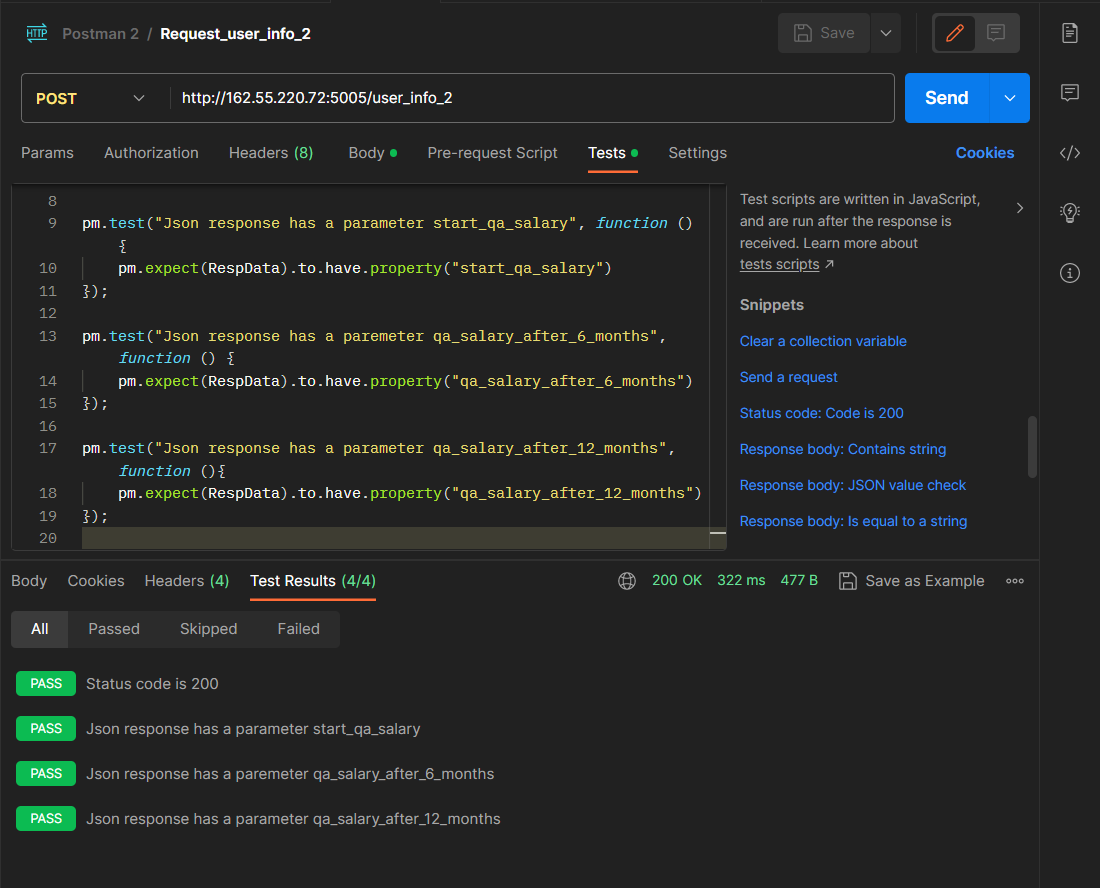 HTTP Postman 2 / Request_user_info_2 Save
POST http://162.55.220.72:5005/user_info_2 Send
Params Authorization Headers (8) Body Pre-request Script Tests Settings Cookies
8
9 pm.test("Json response has a parameter start_qa_salary", function ()
{
10 pm.expect(RespData).to.have.property("start_qa_salary")
11 });
12
13 pm.test("Json response has a paremeter qa_salary_after_6_months",
function () {
14 pm.expect(RespData).to.have.property("qa_salary_after_6_months")
15 });
16
17 pm.test("Json response has a parameter qa_salary_after_12_months",
function (){
18 pm.expect(RespData).to.have.property("qa_salary_after_12_months")
19 });
20
Test scripts are written in JavaScript,
and are run after the response is
received. Learn more about
tests scripts ↗
Snippets
Clear a collection variable
Send a request
Status code: Code is 200
Response body: Contains string
Response body: JSON value check
Response body: Is equal to a string
Body Cookies Headers (4) Test Results (4/4) 200 OK 322 ms 477 B Save as Example
All Passed Skipped Failed
PASS Status code is 200
PASS Json response has a parameter start_qa_salary
PASS Json response has a paremeter qa_salary_after_6_months
PASS Json response has a parameter qa_salary_after_12_months